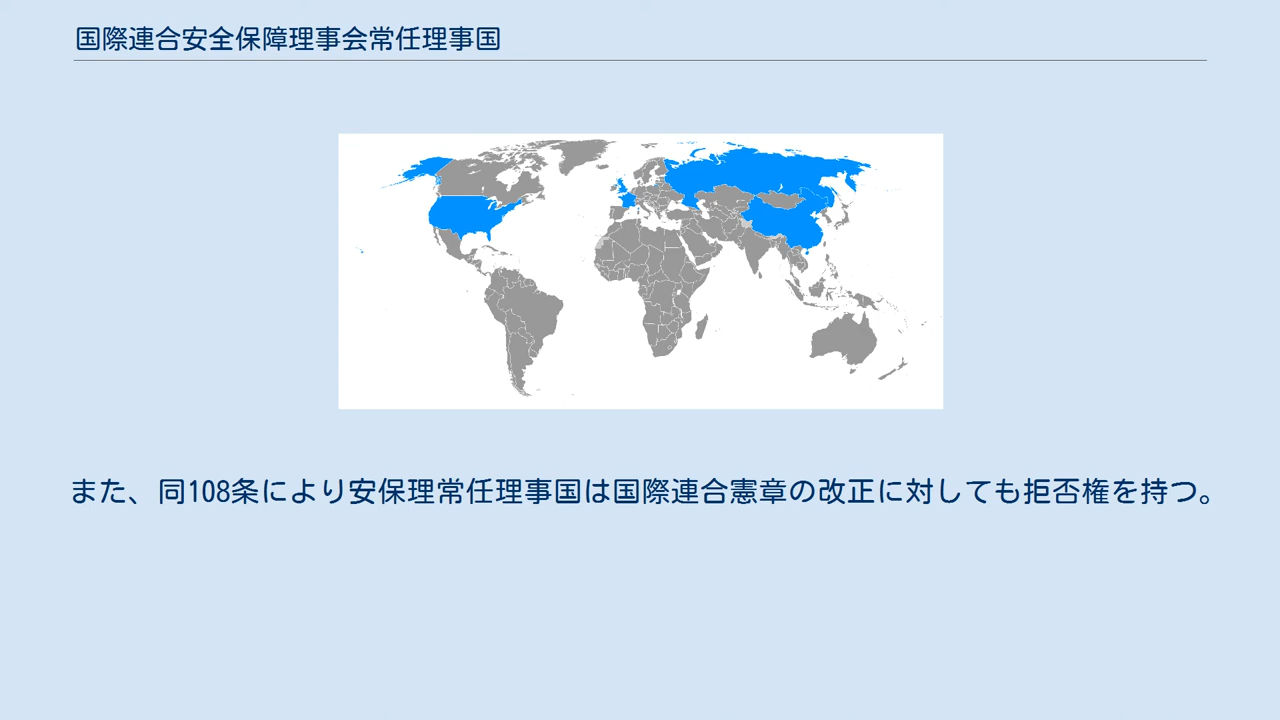 国際連合安全保障理事会常任理事国
また、同108条により安保理常任理事国は国際連合憲章の改正に対しても拒否権を持つ。